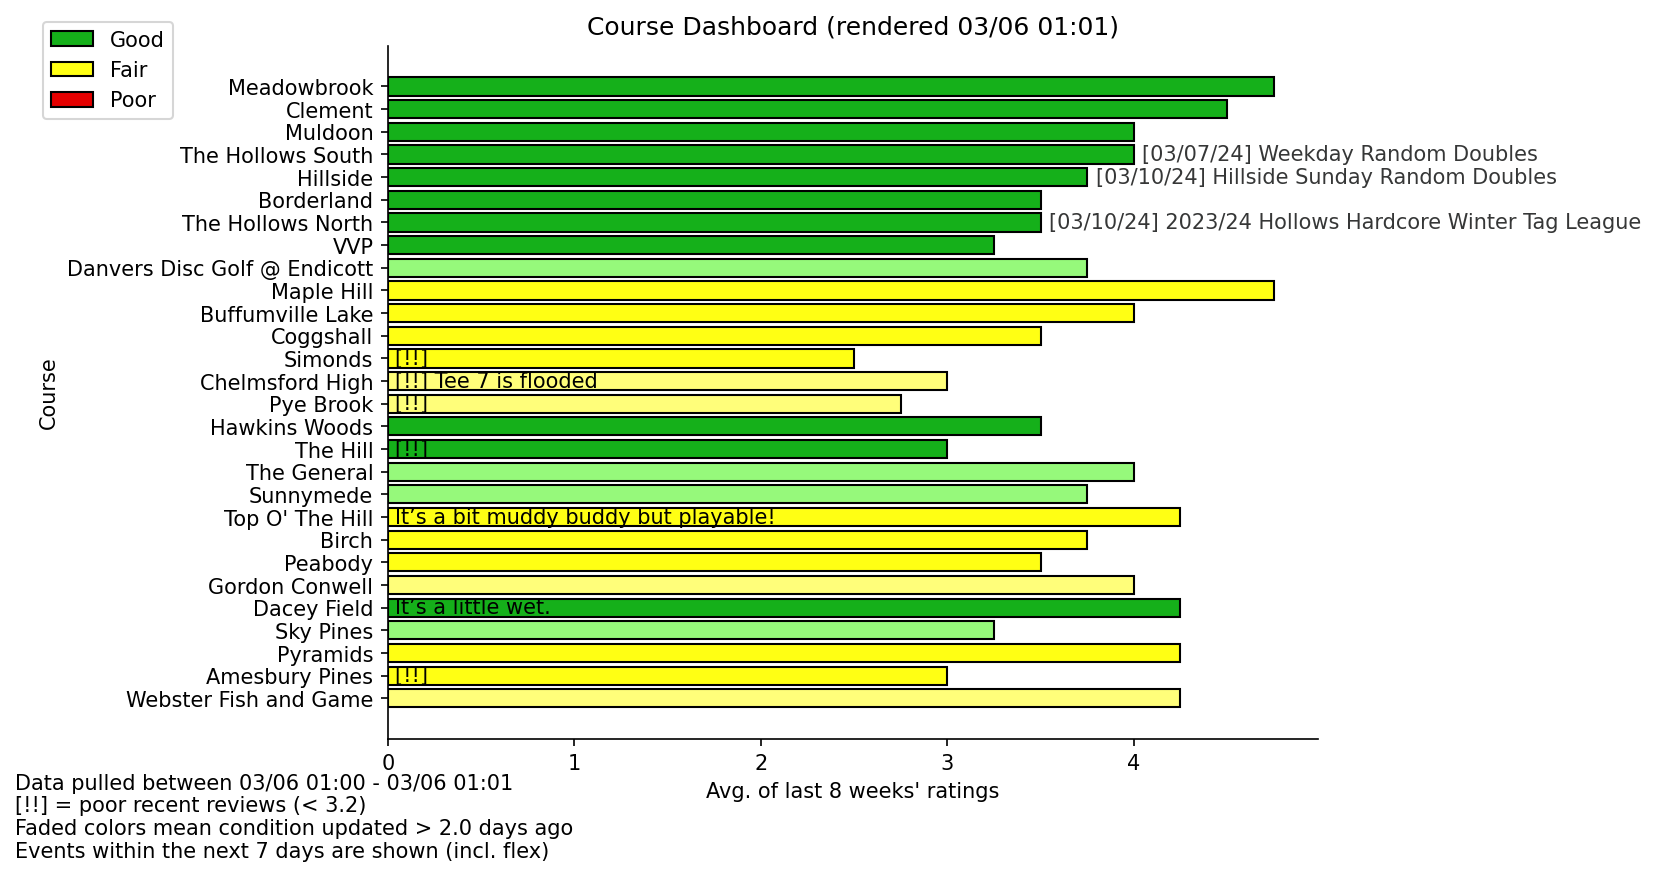 Course Dashboard (rendered 03/06 01:01)
Good
Fair
Poor
Course
Meadowbrook
Clement
Muldoon
The Hollows South [03/07/24] Weekday Random Doubles
Hillside [03/10/24] Hillside Sunday Random Doubles
Borderland
The Hollows North [03/10/24] 2023/24 Hollows Hardcore Winter Tag League
VVP
Danvers Disc Golf @ Endicott
Maple Hill
Buffumville Lake
Coggshall
Simonds [!!]
Chelmsford High [!!] Tee 7 is flooded
Pye Brook [!!]
Hawkins Woods
The Hill [!!]
The General
Sunnymede
Top O' The Hill It’s a bit muddy buddy but playable!
Birch
Peabody
Gordon Conwell
Dacey Field It’s a little wet.
Sky Pines
Pyramids
Amesbury Pines [!!]
Webster Fish and Game
0 1 2 3 4
Avg. of last 8 weeks' ratings
Data pulled between 03/06 01:00 - 03/06 01:01
[!!] = poor recent reviews (< 3.2)
Faded colors mean condition updated > 2.0 days ago
Events within the next 7 days are shown (incl. flex)